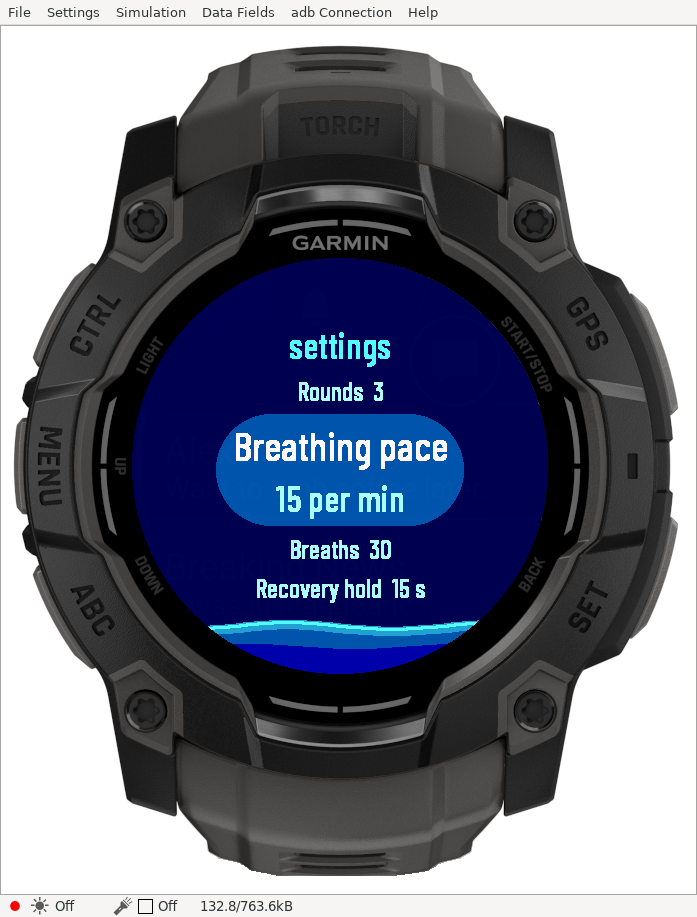 File Settings Simulation Data Fields adb Connection Help
TORCH
GARMIN
CTRL
GPS
LIGHT
START/STOP
settings
Rounds 3
Breathing pace
15 per min
MENU
UP
Breaths 30
Recovery hold 15 s
DOWN
BACK
ABC
SET
Off
Off
132.8/763.6kB